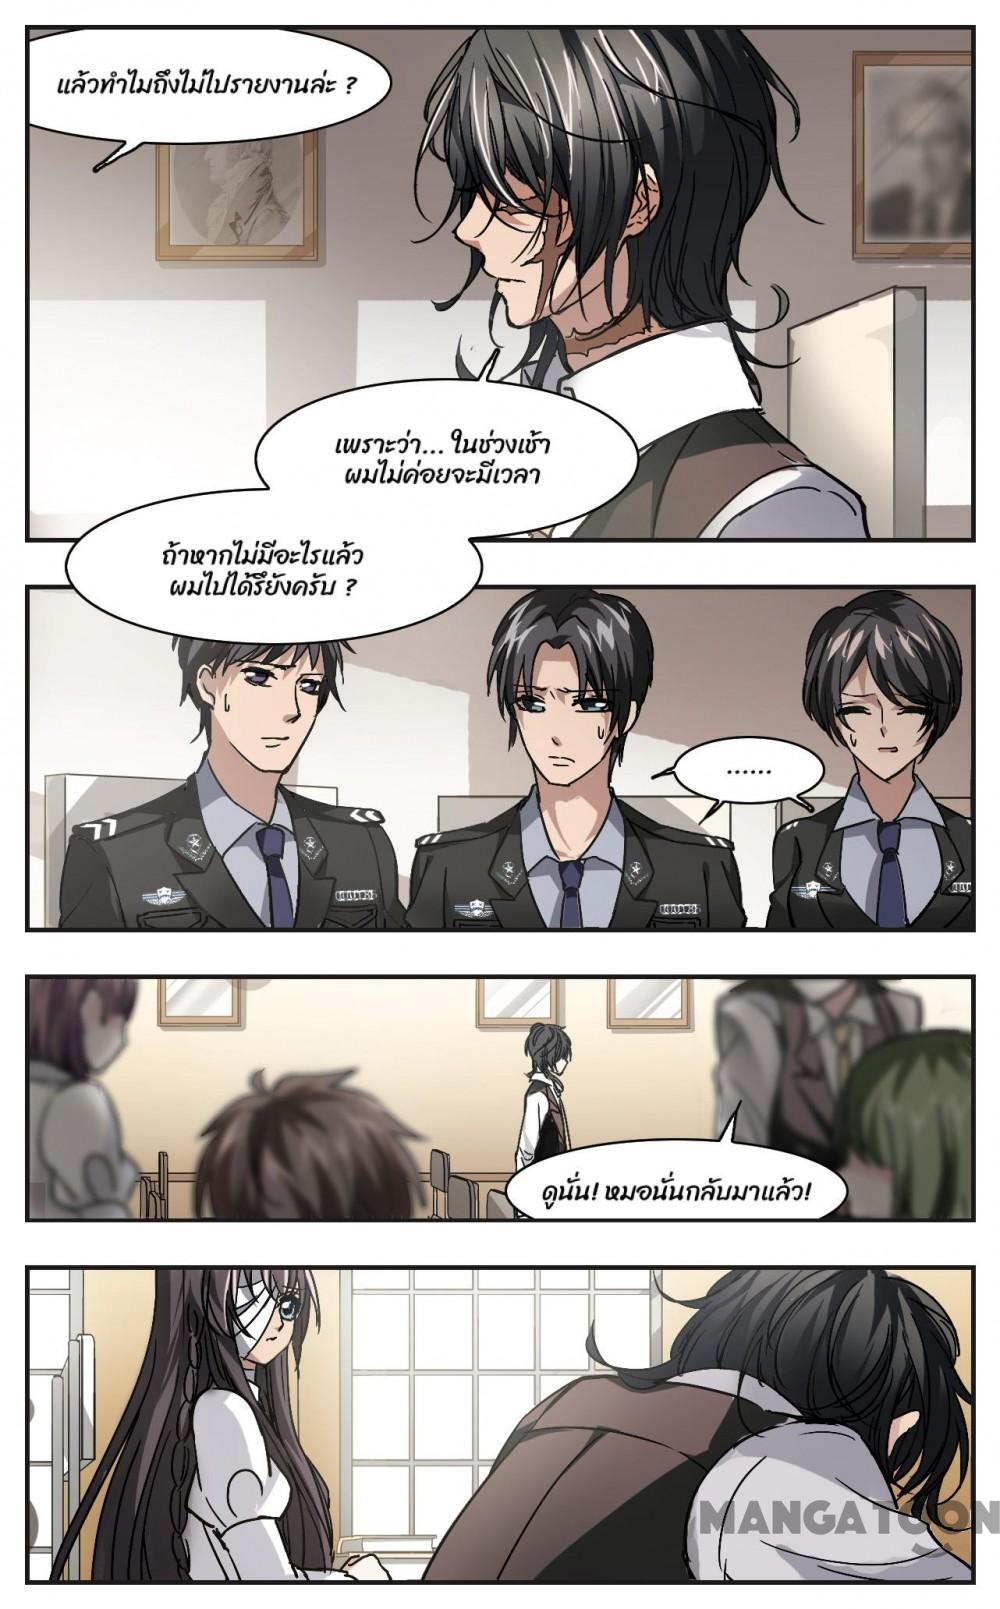 แล้วทำไมถึงไม่ไปรายงานล่ะ ?
เพราะว่า... ในช่วงเช้า
ผมไม่ค่อยจะมีเวลา
ถ้าหากไม่มีอะไรแล้ว
ผมไปได้รึยังครับ ?
......
ดูนั่น! หมอนั่นกลับมาแล้ว!
MANGATOON